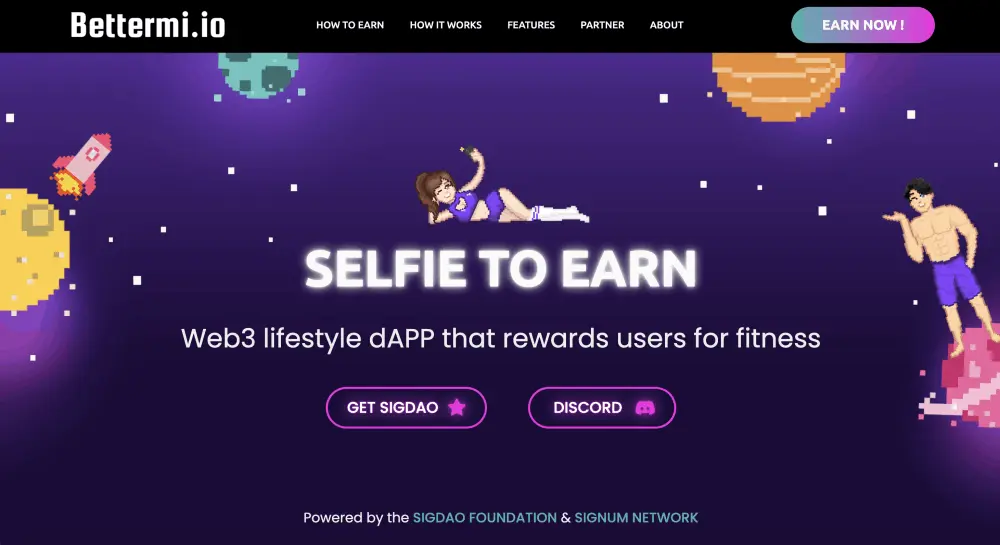 Bettermi.io
HOW TO EARN
HOW IT WORKS
FEATURES
PARTNER
ABOUT
EARN NOW !
SELFIE TO EARN
Web3 lifestyle dAPP that rewards users for fitness
GET SIGDAO
DISCORD
Powered by the SIGDAO FOUNDATION & SIGNUM NETWORK